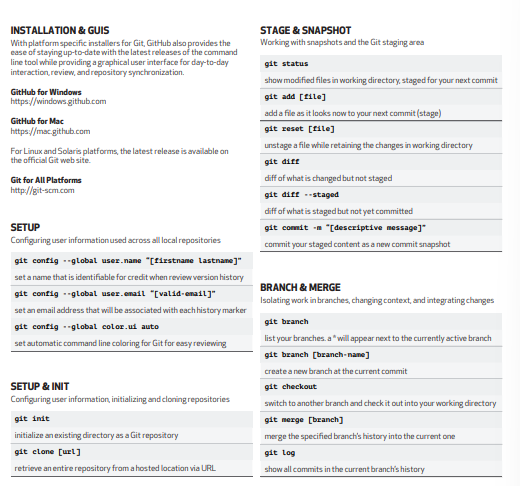 INSTALLATION & GUIS
With platform specific installers for Git, GitHub also provides the
ease of staying up-to-date with the latest releases of the command
line tool while providing a graphical user interface for day-to-day
interaction, review, and repository synchronization.
GitHub for Windows
https://windows.github.com
GitHub for Mac
https://mac.github.com
For Linux and Solaris platforms, the latest release is available on
the official Git web site.
Git for All Platforms
http://git-scm.com
SETUP
Configuring user information used across all local repositories
git config --global user.name "[firstname lastname]"
set a name that is identifiable for credit when review version history
git config --global user.email "[valid-email]"
set an email address that will be associated with each history marker
git config --global color.ui auto
set automatic command line coloring for Git for easy reviewing
SETUP & INIT
Configuring user information, initializing and cloning repositories
git init
initialize an existing directory as a Git repository
git clone [url]
retrieve an entire repository from a hosted location via URL
STAGE & SNAPSHOT
Working with snapshots and the Git staging area
git status
show modified files in working directory, staged for your next commit
git add [file]
add a file as it looks now to your next commit (stage)
git reset [file]
unstage a file while retaining the changes in working directory
git diff
diff of what is changed but not staged
git diff --staged
diff of what is staged but not yet committed
git commit -m "[descriptive message]"
commit your staged content as a new commit snapshot
BRANCH & MERGE
Isolating work in branches, changing context, and integrating changes
git branch
list your branches. a * will appear next to the currently active branch
git branch [branch-name]
create a new branch at the current commit
git checkout
switch to another branch and check it out into your working directory
git merge [branch]
merge the specified branch's history into the current one
git log
show all commits in the current branch's history